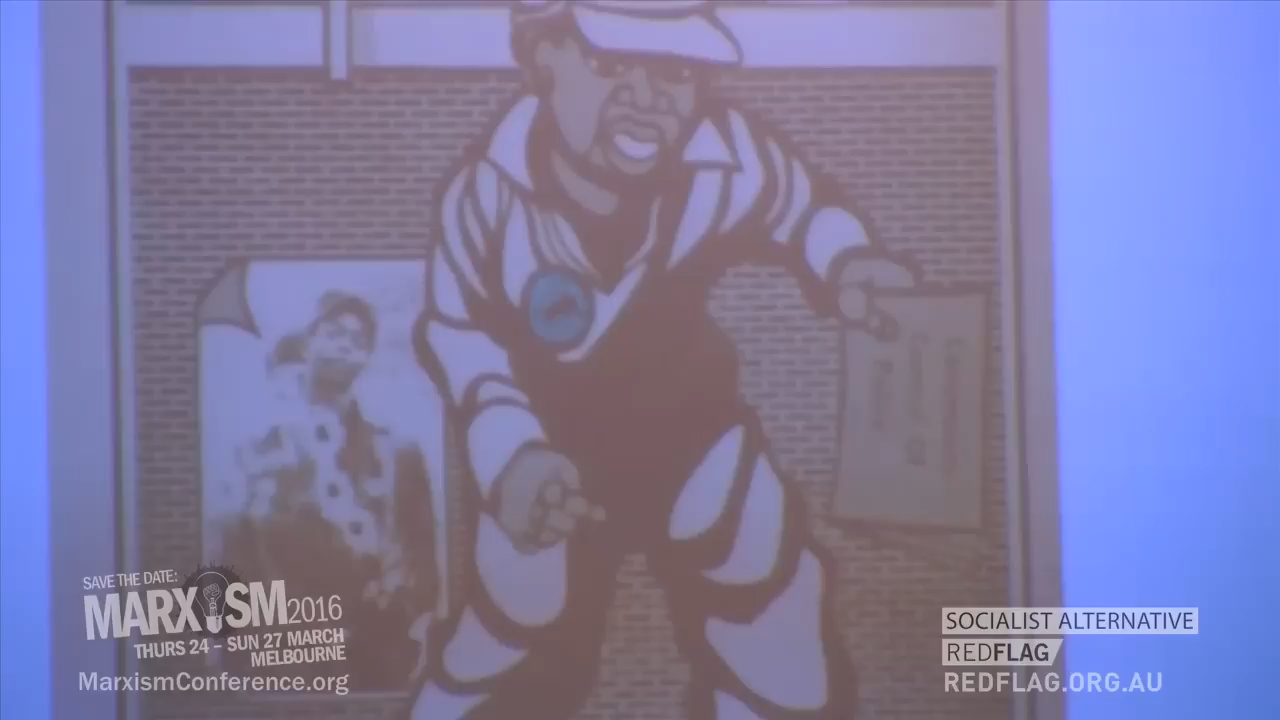 SAVE THE DATE:
MARXISM2016
THURS 24 – SUN 27 MARCH
MELBOURNE
MarxismConference.org
SOCIALIST ALTERNATIVE
REDFLAG
REDFLAG.ORG.AU